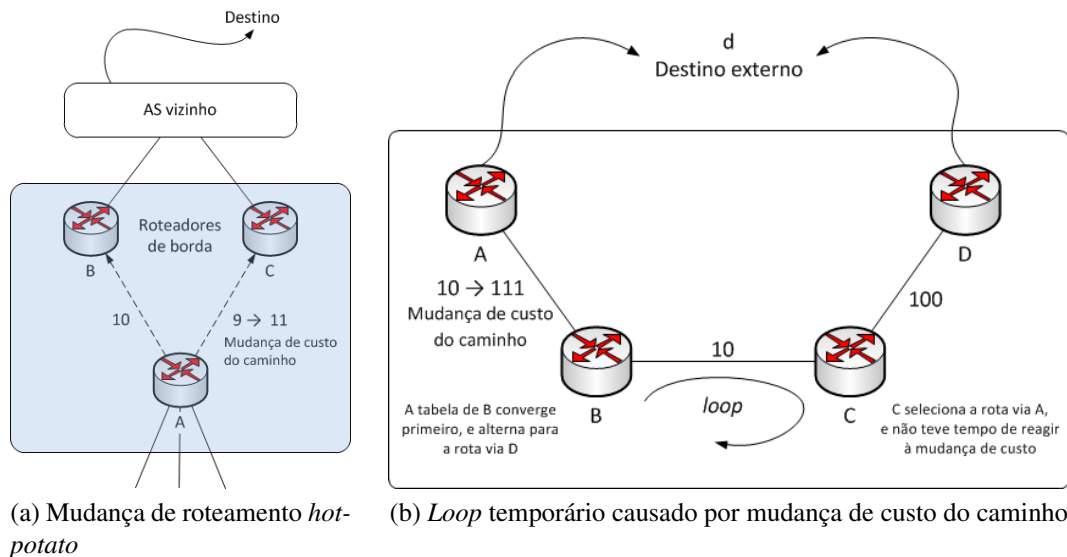 Destino
AS vizinho
Roteadores
de borda
B
C
10
9 → 11
Mudança de custo
do caminho
A
(a) Mudança de roteamento hot-
potato
d
Destino externo
A
D
10 → 111
Mudança de custo
do caminho
100
10
B
C
loop
A tabela de B converge
primeiro, e alterna para
a rota via D
C seleciona a rota via A,
e não teve tempo de reagir
à mudança de custo
(b) Loop temporário causado por mudança de custo do caminho